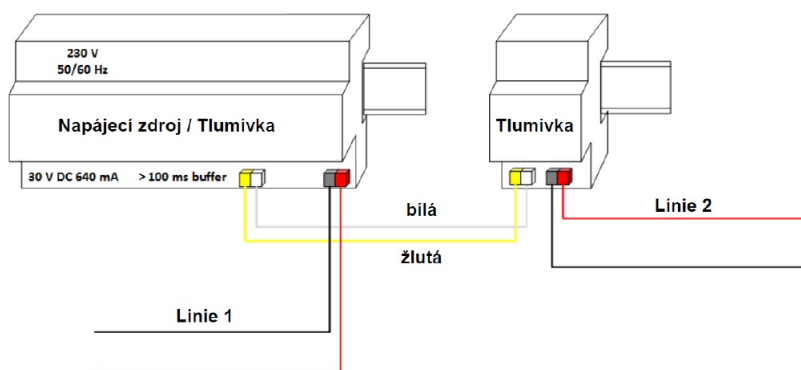 230 V
50/60 Hz
Napájecí zdroj / Tlumivka
30 V DC 640 mA > 100 ms buffer
Tlumivka
bílá
žlutá
Linie 2
Linie 1